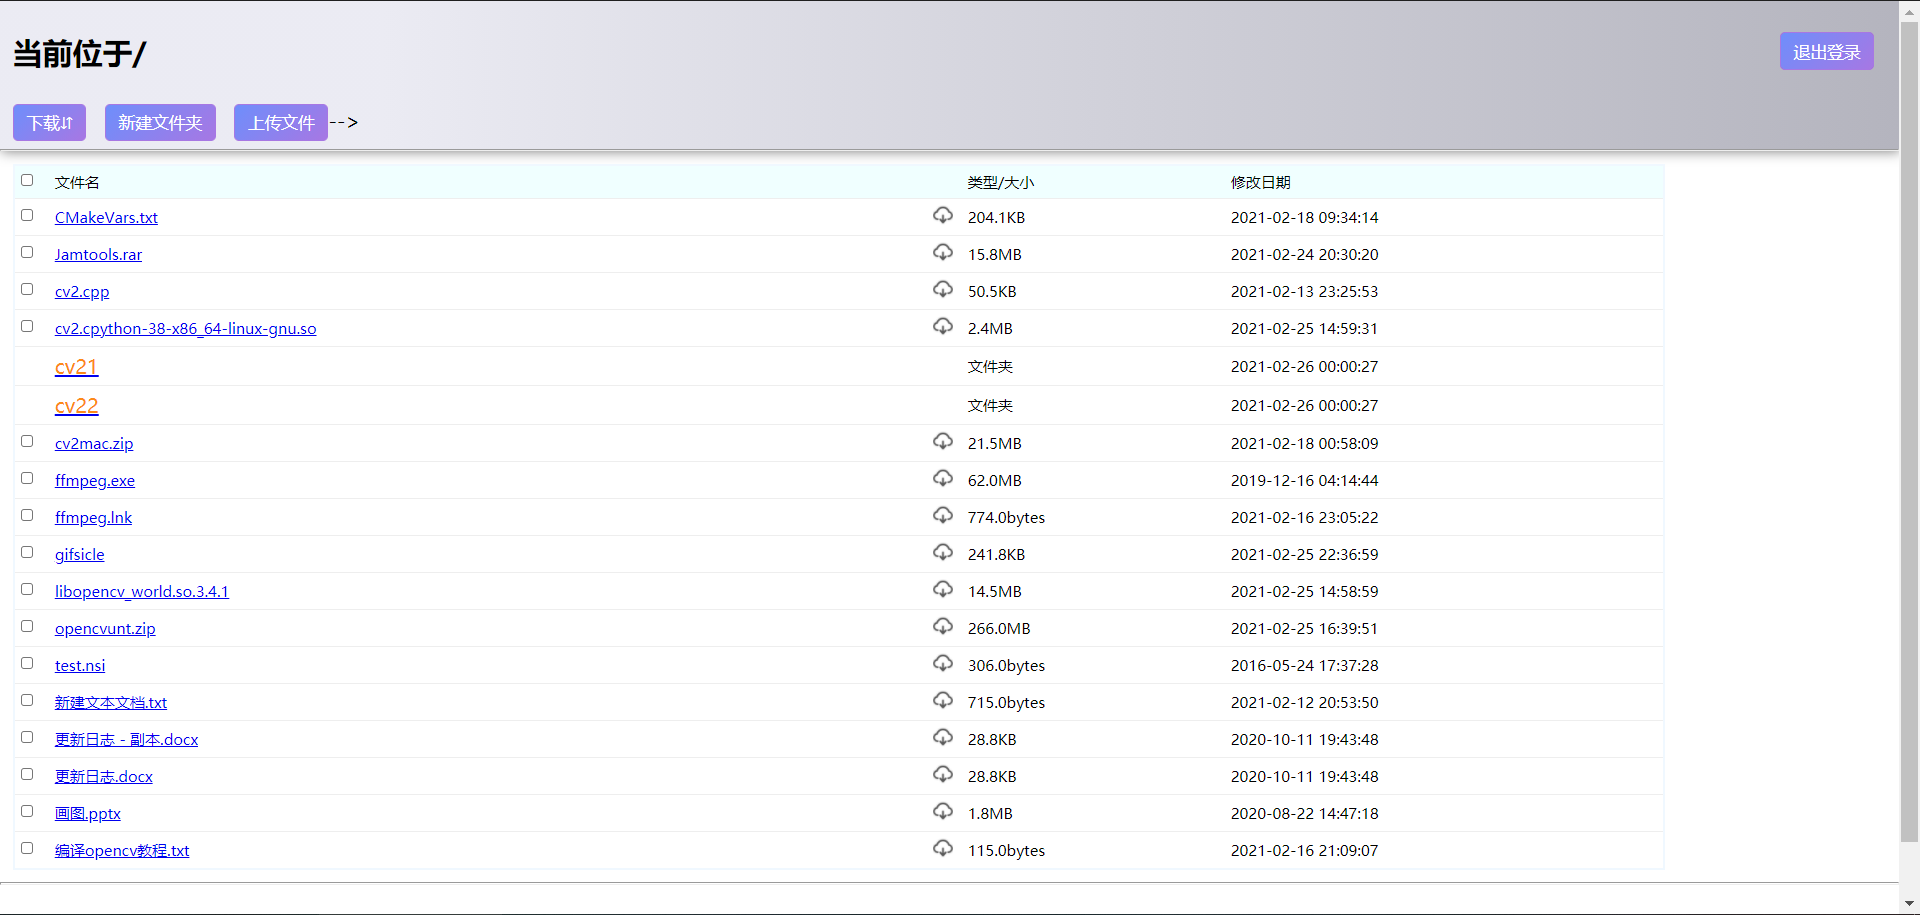 当前位于/
退出登录
下载⇵ 新建文件夹 上传文件 -->
文件名 类型/大小 修改日期
CMakeVars.txt 204.1KB 2021-02-18 09:34:14
Jamtools.rar 15.8MB 2021-02-24 20:30:20
cv2.cpp 50.5KB 2021-02-13 23:25:53
cv2.cpython-38-x86_64-linux-gnu.so 2.4MB 2021-02-25 14:59:31
cv21 文件夹 2021-02-26 00:00:27
cv22 文件夹 2021-02-26 00:00:27
cv2mac.zip 21.5MB 2021-02-18 00:58:09
ffmpeg.exe 62.0MB 2019-12-16 04:14:44
ffmpeg.lnk 774.0bytes 2021-02-16 23:05:22
gifsicle 241.8KB 2021-02-25 22:36:59
libopencv_world.so.3.4.1 14.5MB 2021-02-25 14:58:59
opencvunt.zip 266.0MB 2021-02-25 16:39:51
test.nsi 306.0bytes 2016-05-24 17:37:28
新建文本文档.txt 715.0bytes 2021-02-12 20:53:50
更新日志 - 副本.docx 28.8KB 2020-10-11 19:43:48
更新日志.docx 28.8KB 2020-10-11 19:43:48
画图.pptx 1.8MB 2020-08-22 14:47:18
编译opencv教程.txt 115.0bytes 2021-02-16 21:09:07